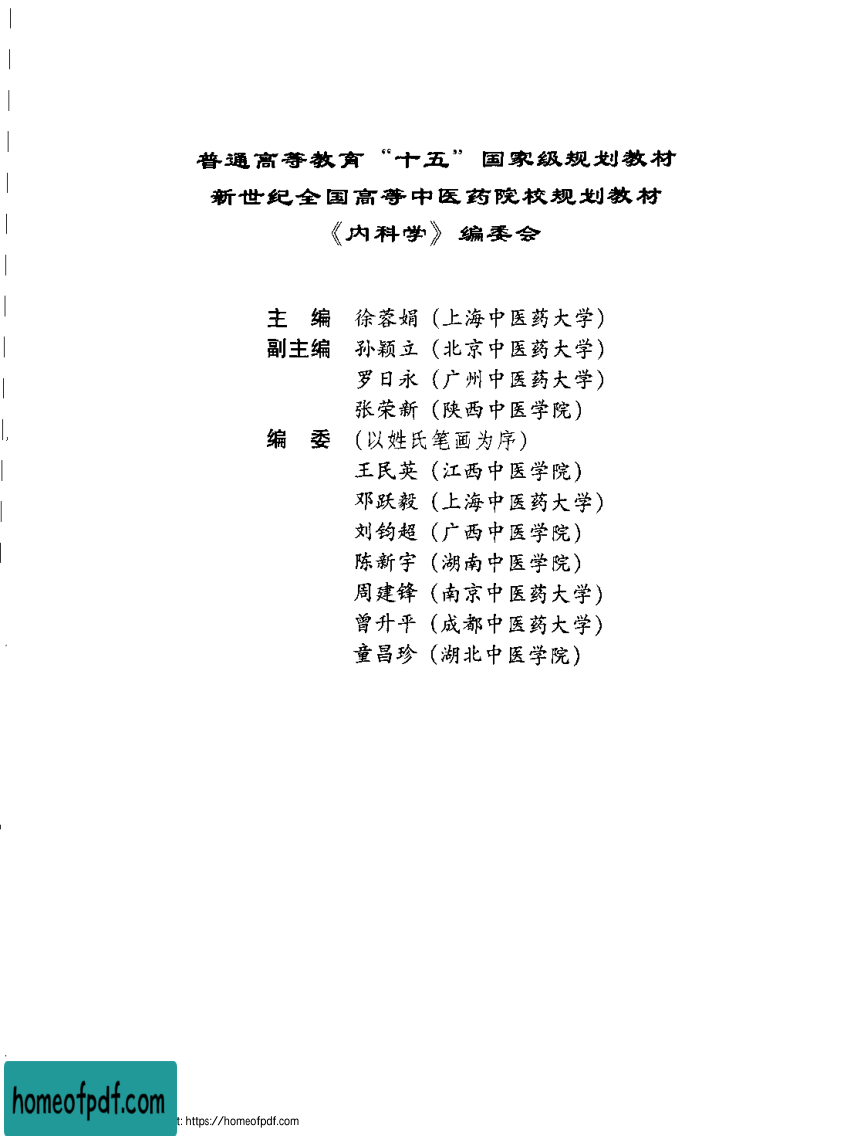 普通高等教育“十五”国家级规划教材
新世纪全国高等中医药院校规划教材
《内科学》编委会
主　编　徐蓉娟（上海中医药大学）
副主编　孙颖立（北京中医药大学）
罗日永（广州中医药大学）
张荣新（陕西中医学院）
编　委　（以姓氏笔画为序）
王民英（江西中医学院）
邓跃毅（上海中医药大学）
刘钧超（广西中医学院）
陈新宇（湖南中医学院）
周建锋（南京中医药大学）
曾升平（成都中医药大学）
童昌珍（湖北中医学院）
homeofpdf.com
t: https://homeofpdf.com